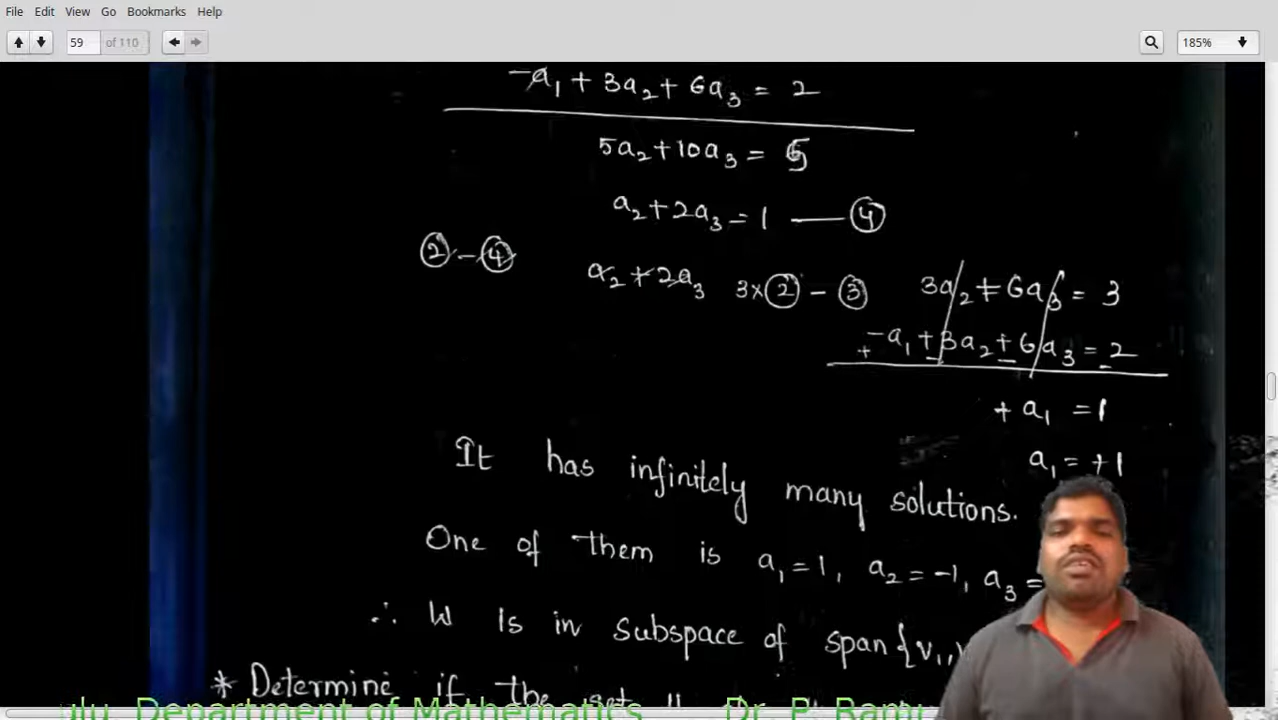 File Edit View Go Bookmarks Help
59 of 110 185%
-a₁ + 3a₂ + 6a₃ = 2
5a₂ + 10a₃ = 5
a₂ + 2a₃ = 1 —— ④
② - ④ a₂ + 2a₃ 3×② - ③ 3a₂ + 6a₃ = 3
-a₁ + 3a₂ + 6a₃ = 2
+ a₁ = 1
a₁ = +1
It has infinitely many solutions.
One of them is a₁ = 1, a₂ = -1, a₃ =
∴ W is in subspace of span{v₁,
* Determine if the set
ulu, Department of Mathematics Dr. P. Ramu